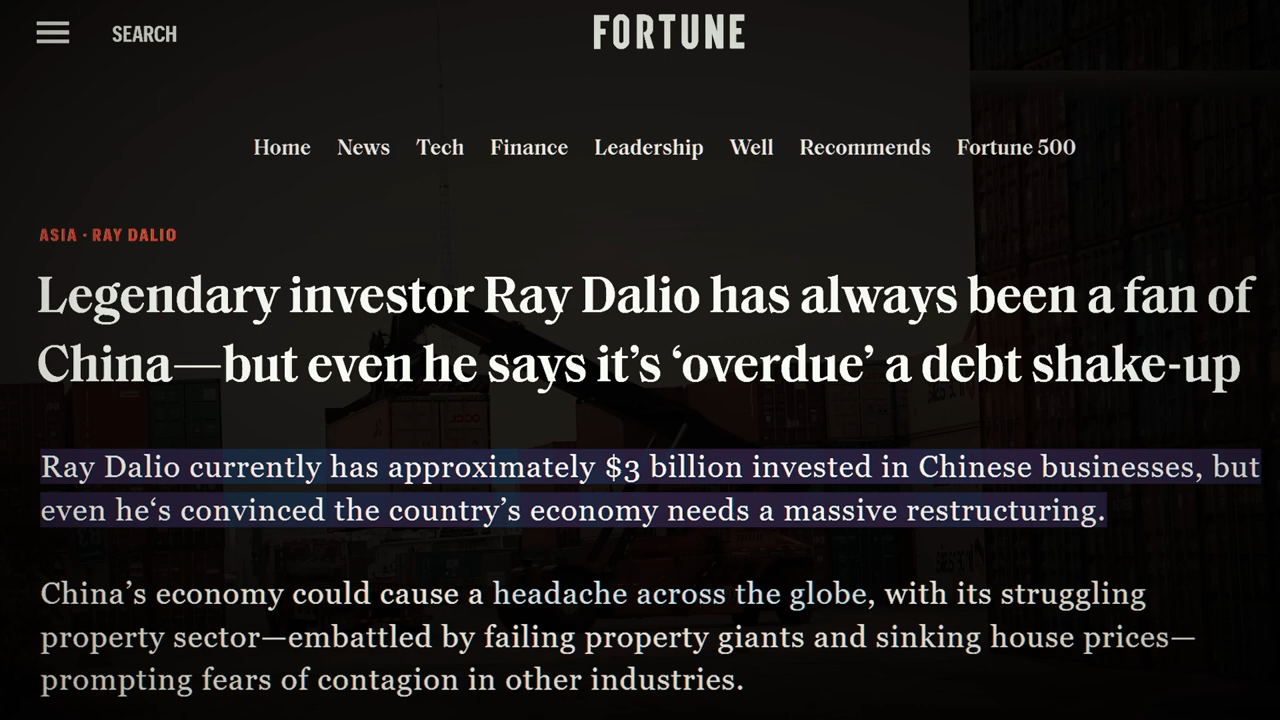 SEARCH
FORTUNE
Home News Tech Finance Leadership Well Recommends Fortune 500
ASIA · RAY DALIO
Legendary investor Ray Dalio has always been a fan of
China—but even he says it’s ‘overdue’ a debt shake-up
Ray Dalio currently has approximately $3 billion invested in Chinese businesses, but
even he‘s convinced the country’s economy needs a massive restructuring.
China’s economy could cause a headache across the globe, with its struggling
property sector—embattled by failing property giants and sinking house prices—
prompting fears of contagion in other industries.